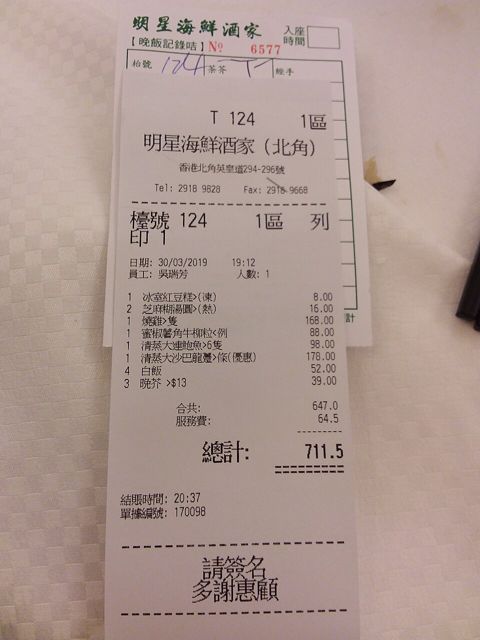 明星海鮮酒家
入座
時間
【晚飯記錄咭】 Nº 6577
枱號 124 茶芥 經手
T 124 1區
明星海鮮酒家（北角）
香港北角英皇道294-296號
Tel: 2918 9828 Fax: 2918 9668
檯號 124 1區 列
印 1
日期: 30/03/2019 19:12
員工: 吳瑞芳 人數: 1
1 冰室紅豆糕>(凍) 8.00
2 芝麻糊湯圓>(熱) 16.00
1 燒雞>隻 168.00
1 蜜椒薯角牛柳粒<例 88.00
1 清蒸大連鮑魚>6隻 98.00
1 清蒸大沙巴龍躉>條(優惠) 178.00
4 白飯 52.00
3 晚芥 >$13 39.00
合共: 647.0
服務費: 64.5
總計: 711.5
結賬時間: 20:37
單據編號: 170098
請簽名
多謝惠顧
計